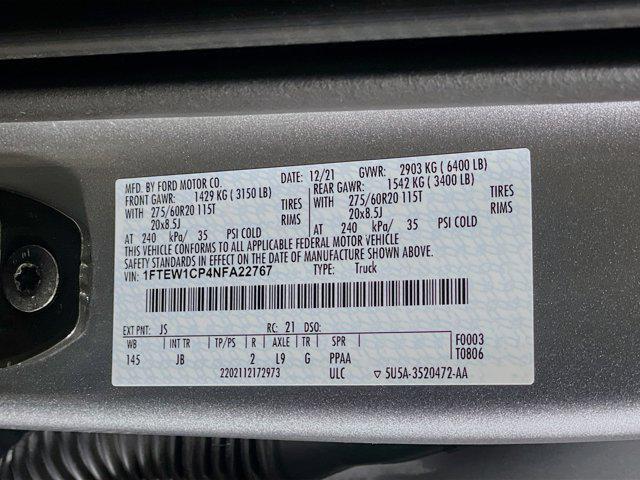 MFD. BY FORD MOTOR CO. DATE: 12/21 GVWR: 2903 KG (6400 LB)
FRONT GAWR: 1429 KG (3150 LB) REAR GAWR: 1542 KG (3400 LB)
WITH 275/60R20 115T TIRES WITH 275/60R20 115T TIRES
20x8.5J RIMS 20x8.5J RIMS
AT 240 kPa/ 35 PSI COLD AT 240 kPa/ 35 PSI COLD
THIS VEHICLE CONFORMS TO ALL APPLICABLE FEDERAL MOTOR VEHICLE
SAFETY STANDARDS IN EFFECT ON THE DATE OF MANUFACTURE SHOWN ABOVE.
VIN: 1FTEW1CP4NFA22767 TYPE: Truck
EXT PNT: JS RC: 21 DSO:
WB INT TR TP/PS R AXLE TR SPR F0003
145 JB 2 L9 G PPAA T0806
2202112172973 ULC ▽ 5U5A-3520472-AA